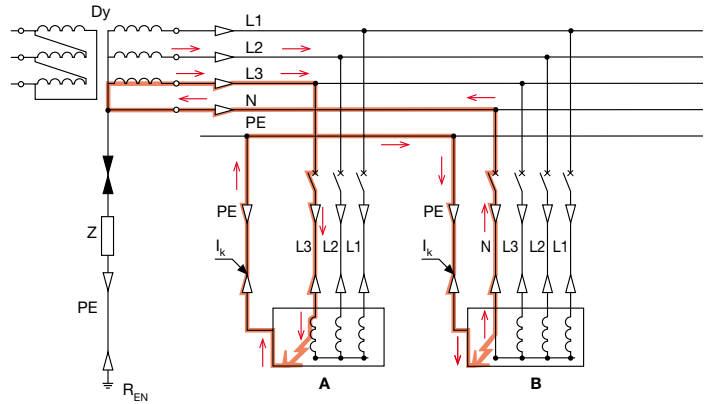 Dy
L1
L2
L3
N
PE
PE
PE
Z
I_k
L3 L2 L1
I_k
N L3 L2 L1
PE
R_EN
A
B